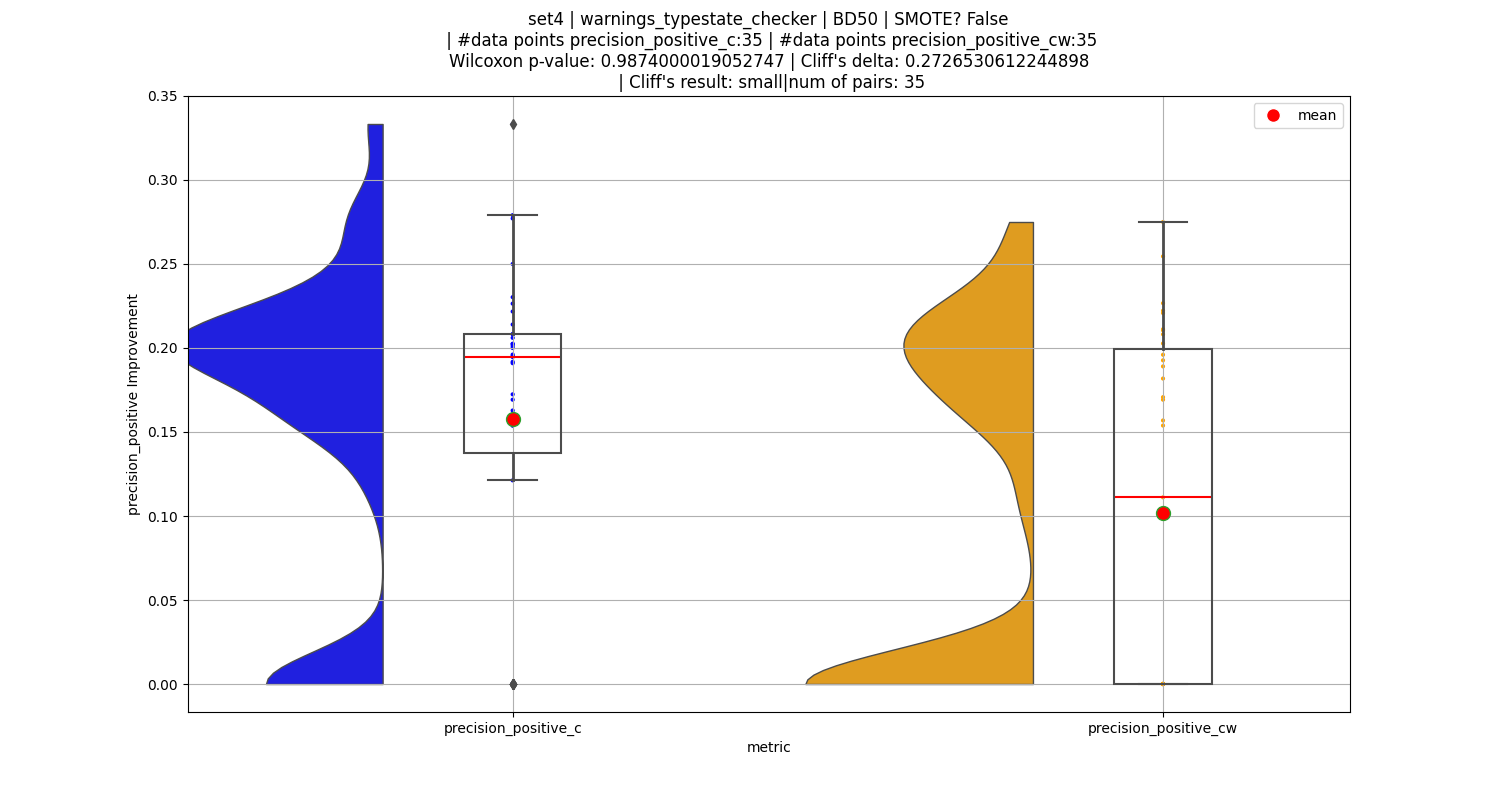 set4 | warnings_typestate_checker | BD50 | SMOTE? False
| #data points precision_positive_c:35 | #data points precision_positive_cw:35
Wilcoxon p-value: 0.9874000019052747 | Cliff's delta: 0.2726530612244898
| Cliff's result: small|num of pairs: 35
mean
0.35
0.30
0.25
0.20
0.15
0.10
0.05
0.00
precision_positive Improvement
precision_positive_c
precision_positive_cw
metric